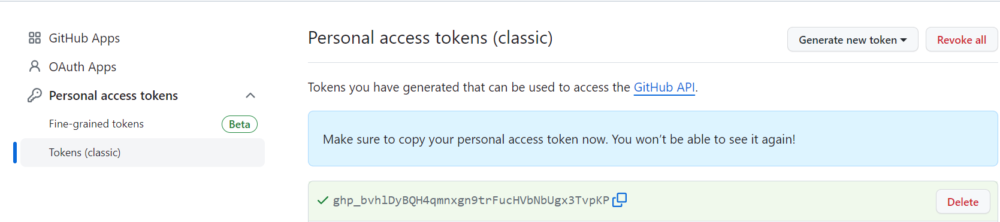 GitHub Apps
OAuth Apps
Personal access tokens
Fine-grained tokens
Beta
Tokens (classic)
Personal access tokens (classic)
Generate new token
Revoke all
Tokens you have generated that can be used to access the GitHub API.
Make sure to copy your personal access token now. You won’t be able to see it again!
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
Delete